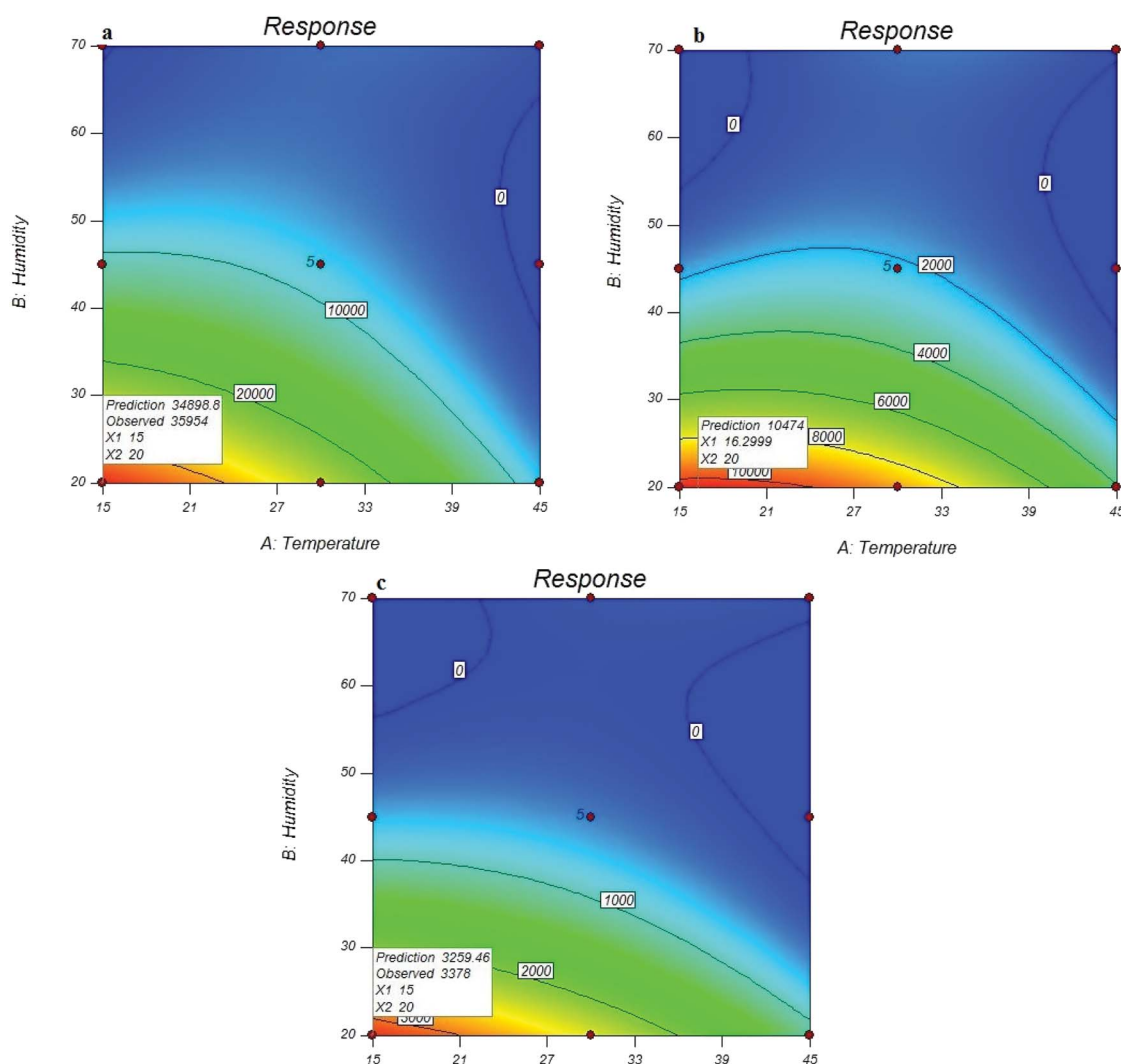 a
Response
70
60
50
40
30
20
B: Humidity
0
5
10000
20000
Prediction 34898.8
Observed 35954
X1 15
X2 20
15 21 27 33 39 45
A: Temperature
b
Response
70
60
50
40
30
20
B: Humidity
0
0
5
2000
4000
6000
8000
10000
Prediction 10474
X1 16.2999
X2 20
15 21 27 33 39 45
A: Temperature
c
Response
70
60
50
40
30
20
B: Humidity
0
0
5
1000
2000
3000
Prediction 3259.46
Observed 3378
X1 15
X2 20
15 21 27 33 39 45